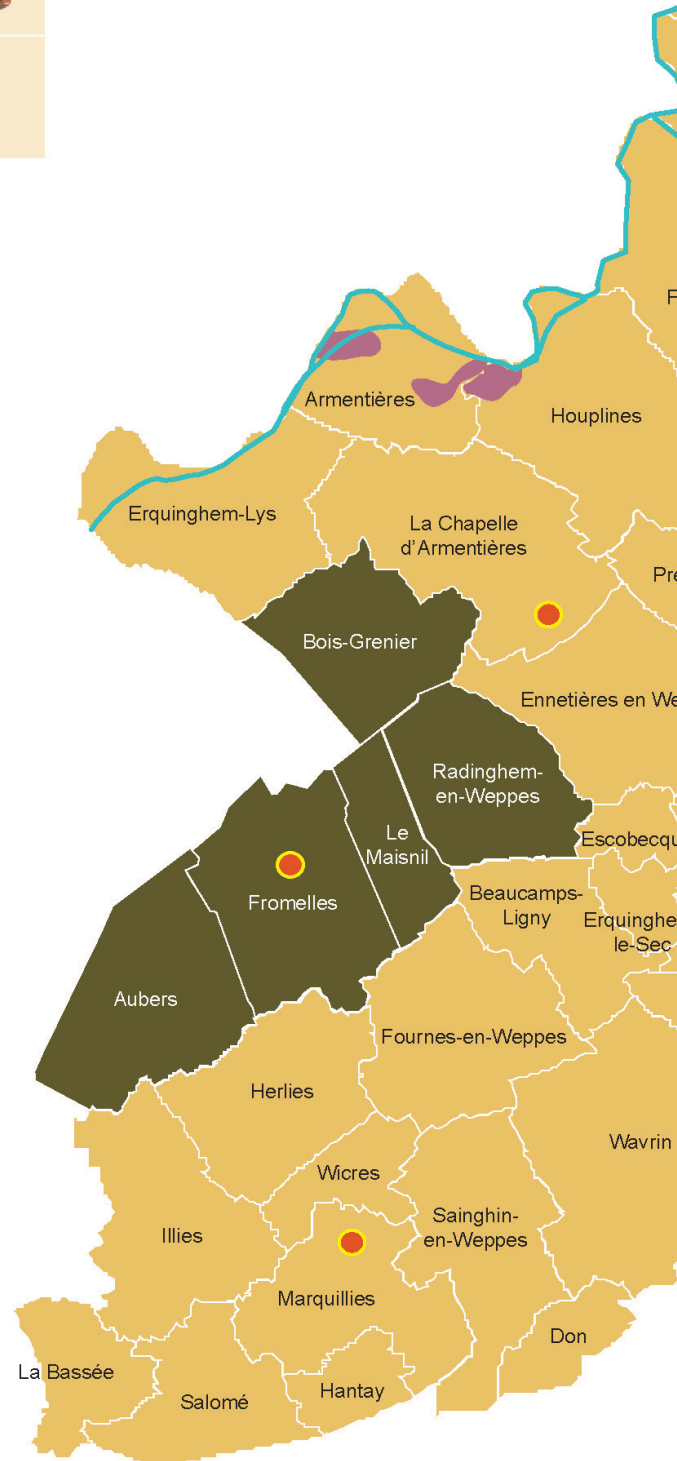 F
Armentières
Houplines
Erquinghem-Lys
La Chapelle
d'Armentières
Pré
Bois-Grenier
Ennetières en We
Radinghem-
en-Weppes
Le
Maisnil
Escobecqu
Fromelles
Beaucamps-
Ligny
Erquinghe
le-Sec
Aubers
Fournes-en-Weppes
Herlies
Wavrin
Wicres
Sainghin-
en-Weppes
Illies
Marquillies
Don
La Bassée
Hantay
Salomé